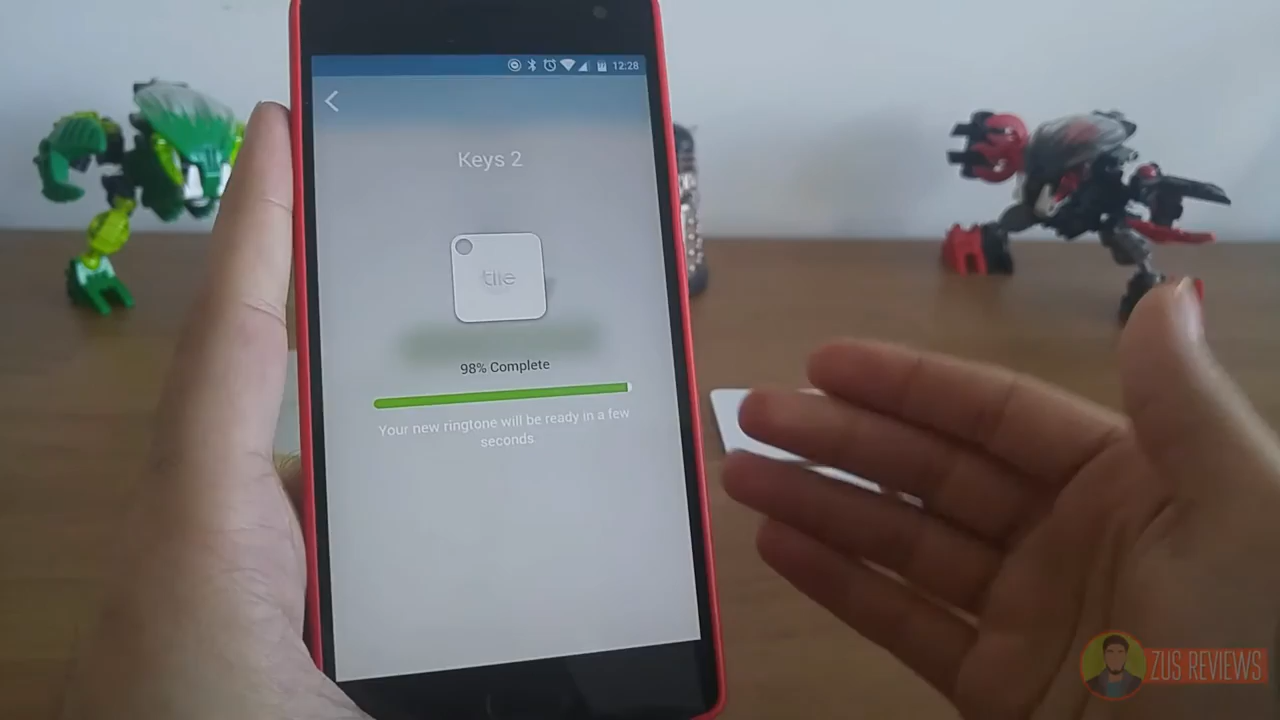 12:28
Keys 2
tile
98% Complete
Your new ringtone will be ready in a few
seconds.
ZUS REVIEWS